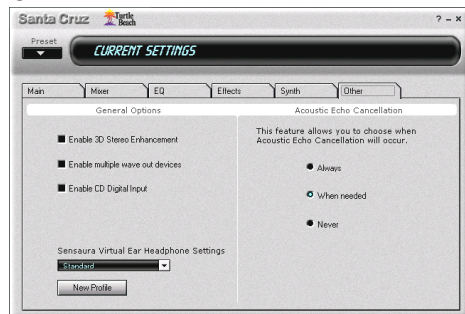 Santa Cruz Turtle Beach ? – x
Preset
CURRENT SETTINGS
Main Mixer EQ Effects Synth Other
General Options
Enable 3D Stereo Enhancement
Enable multiple wave out devices
Enable CD Digital Input
Sensaura Virtual Ear Headphone Settings
Standard
New Profile
Acoustic Echo Cancellation
This feature allows you to choose when
Acoustic Echo Cancellation will occur.
Always
When needed
Never